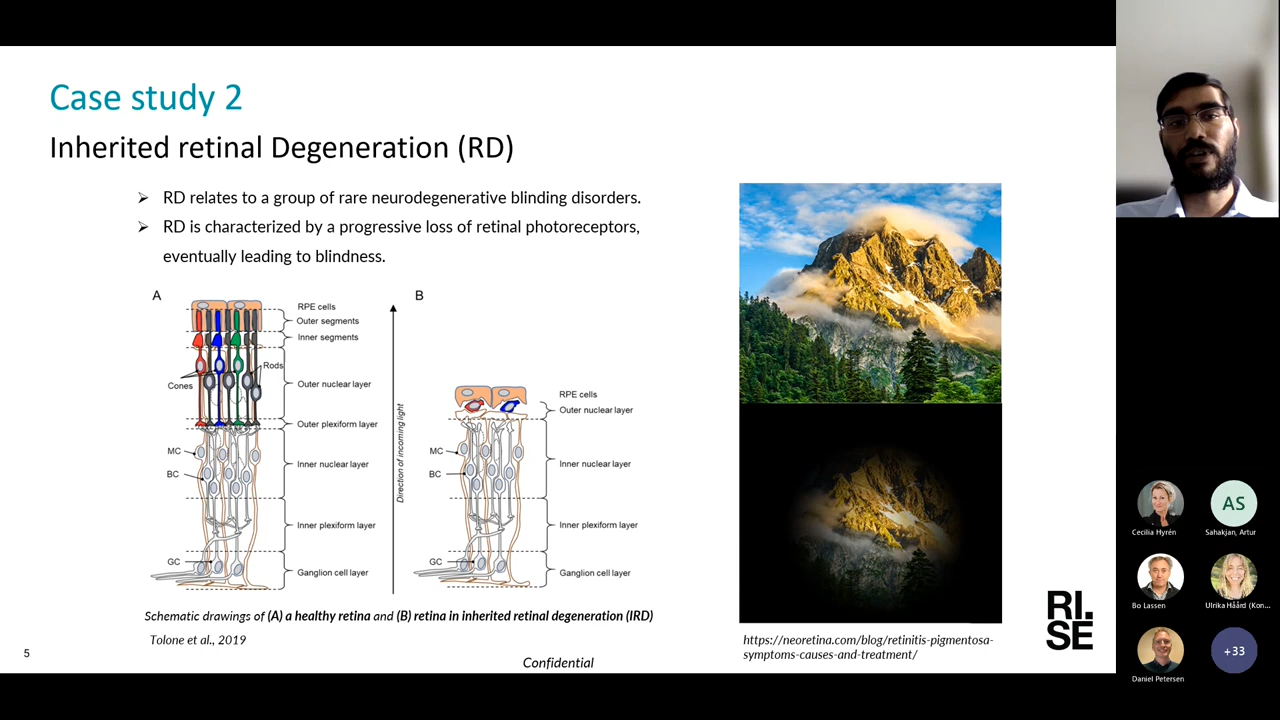 Case study 2
Inherited retinal Degeneration (RD)
➢ RD relates to a group of rare neurodegenerative blinding disorders.
➢ RD is characterized by a progressive loss of retinal photoreceptors,
eventually leading to blindness.
A
RPE cells
Outer segments
Inner segments
Rods
Cones
Outer nuclear layer
Outer plexiform layer
MC
Inner nuclear layer
BC
Inner plexiform layer
GC
Ganglion cell layer
Direction of incoming light
B
RPE cells
Outer nuclear layer
MC
Inner nuclear layer
BC
Inner plexiform layer
GC
Ganglion cell layer
Schematic drawings of (A) a healthy retina and (B) retina in inherited retinal degeneration (IRD)
Tolone et al., 2019
https://neoretina.com/blog/retinitis-pigmentosa-
symptoms-causes-and-treatment/
RI.
SE
5
Confidential
AS
Cecilia Hyrén
Sahakjan, Artur
Bo Lassen
Ulrika Håård (Kon...
Daniel Petersen
+33